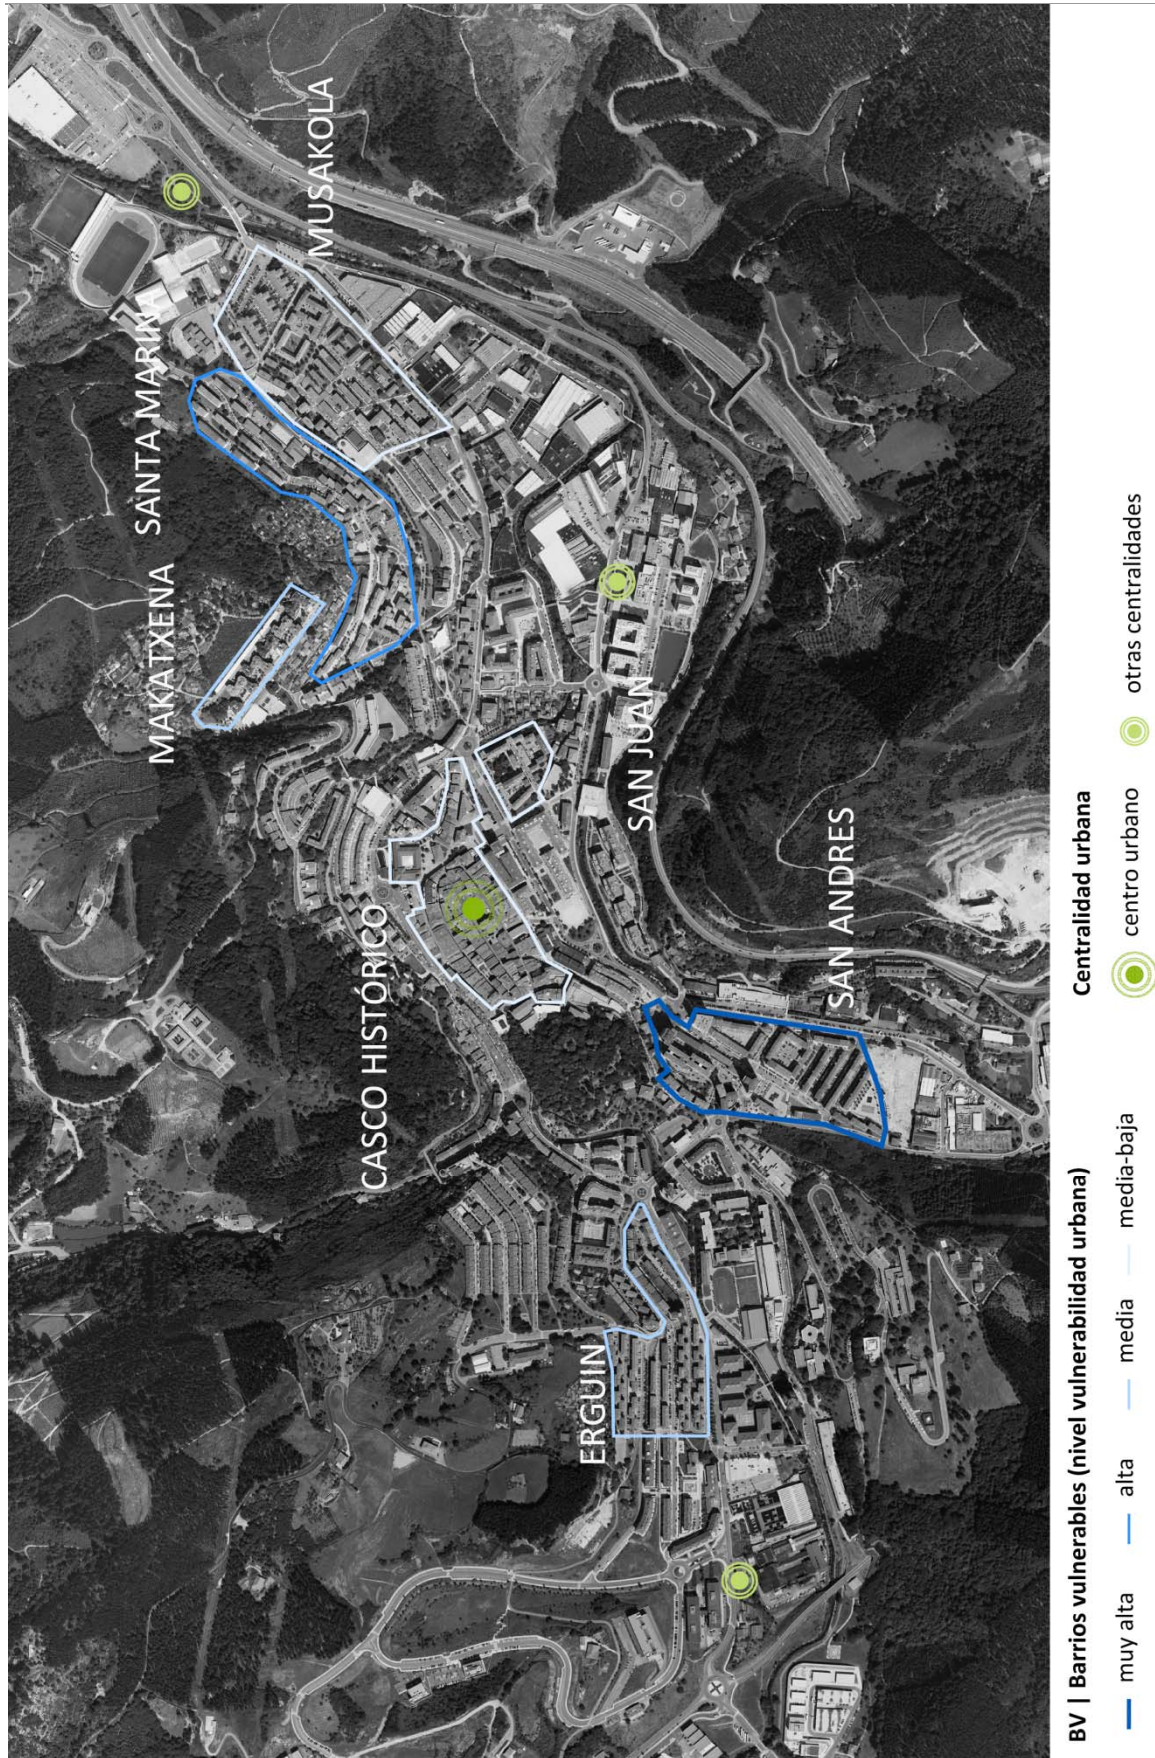 MAKATXENA
SANTA MARINA
MUSAKOLA
CASCO HISTÓRICO
SAN JUAN
ERGUIN
SAN ANDRES
BV | Barrios vulnerables (nivel vulnerabilidad urbana)
muy alta
alta
media
media-baja
Centralidad urbana
centro urbano
otras centralidades